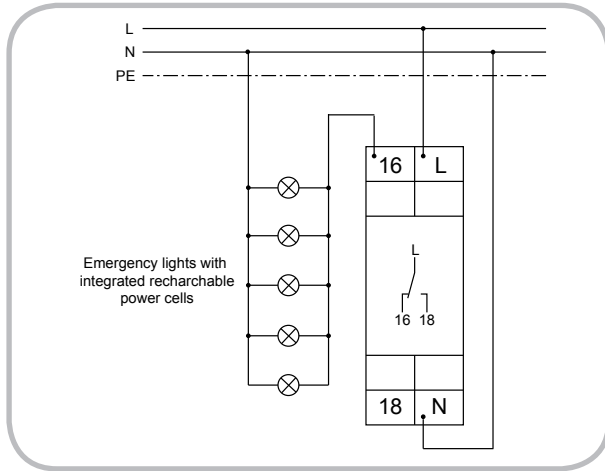 L
N
PE
16 L
L
16 18
Emergency lights with
integrated recharchable
power cells
18 N